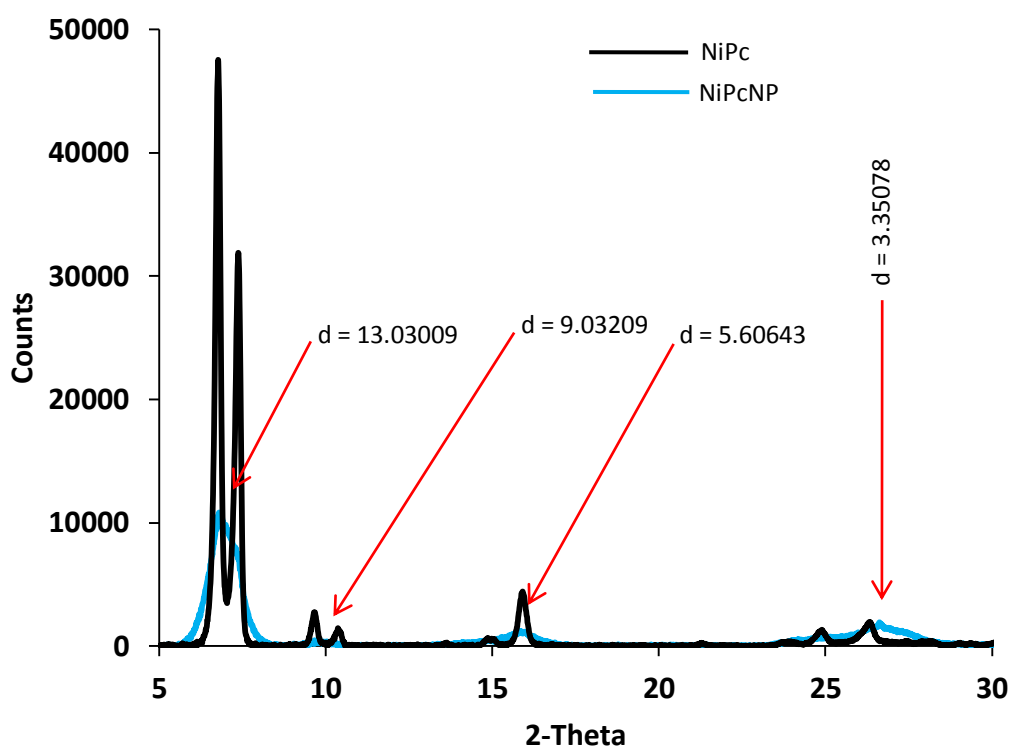 50000
40000
30000
20000
10000
0
Counts
NiPc
NiPcNP
d = 13.03009
d = 9.03209
d = 5.60643
d = 3.35078
5
10
15
20
25
30
2-Theta